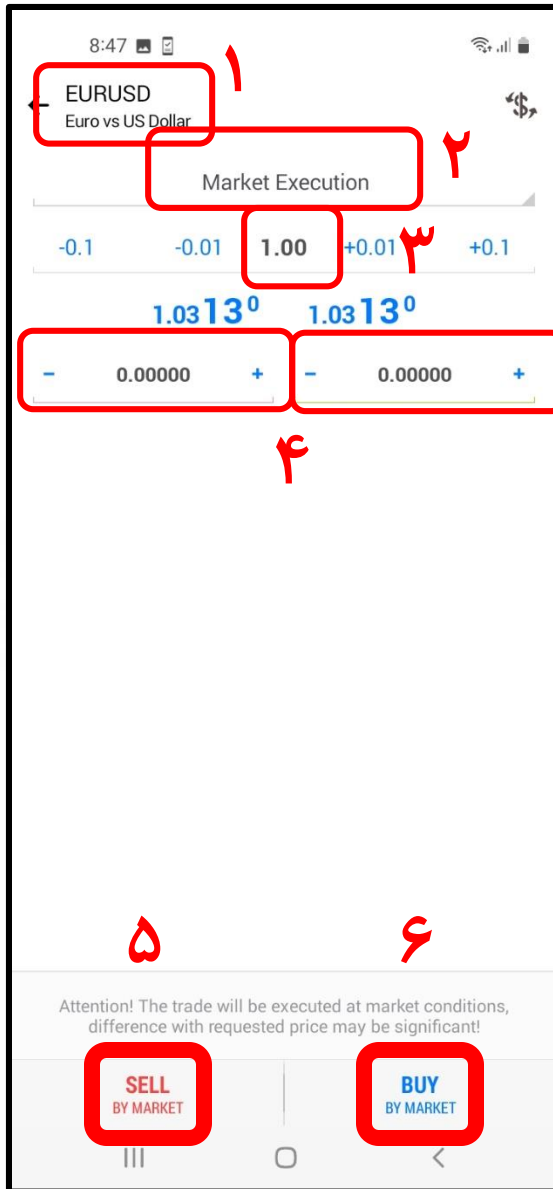 8:47
۱
EURUSD
Euro vs US Dollar
۲
Market Execution
-0.1 -0.01 1.00 +0.01 ۳ +0.1
1.03130 1.03130
- 0.00000 + - 0.00000 +
۴
۵ ۶
Attention! The trade will be executed at market conditions,
difference with requested price may be significant!
SELL BUY
BY MARKET BY MARKET